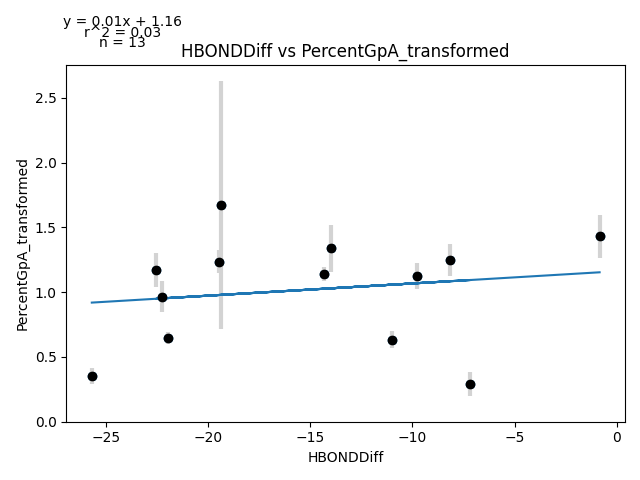 y = 0.01x + 1.16
r^2 = 0.03
n = 13
HBONDDiff vs PercentGpA_transformed
PercentGpA_transformed
2.5
2.0
1.5
1.0
0.5
0.0
−25
−20
−15
−10
−5
0
HBONDDiff